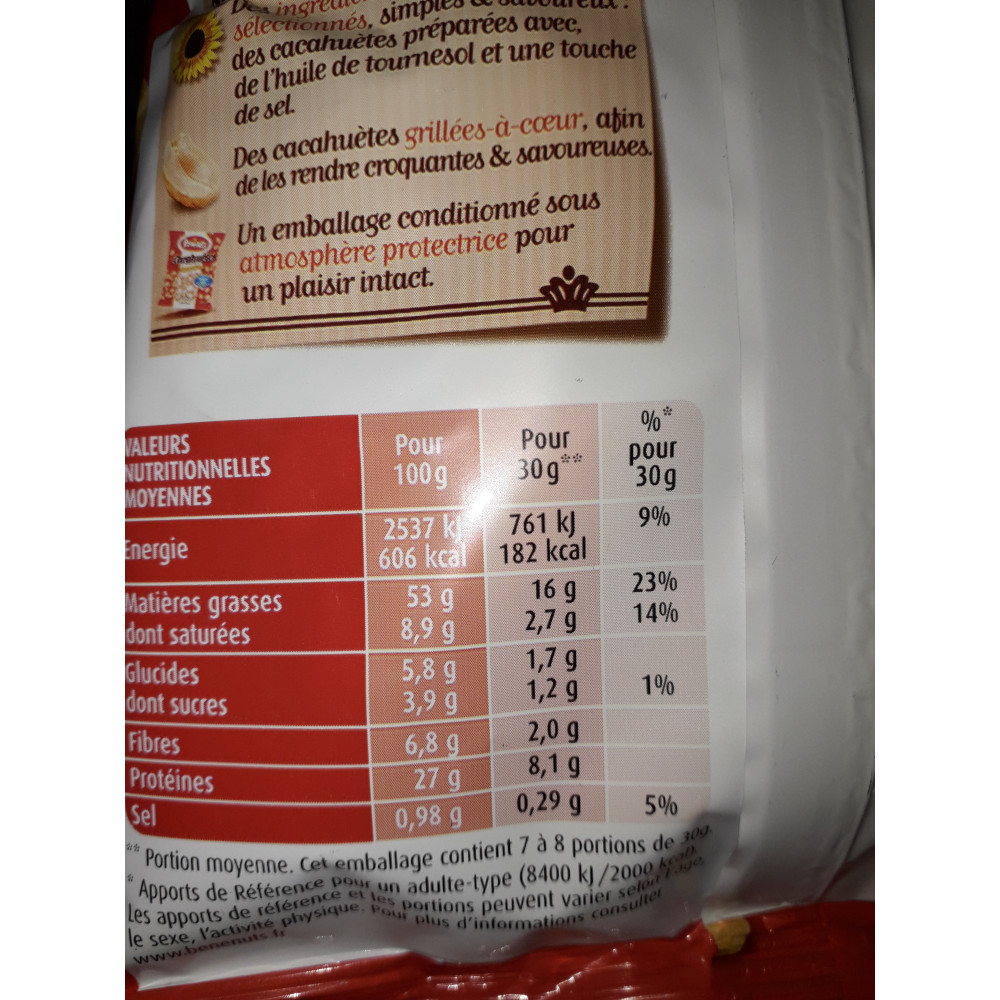 sélectionnés, simples
des cacahuètes préparées avec,
de l'huile de tournesol et une touche
de sel.
Des cacahuètes grillées-à-cœur, afin
de les rendre croquantes & savoureuses.
Un emballage conditionné sous
atmosphère protectrice pour
un plaisir intact.
VALEURS NUTRITIONNELLES MOYENNES Pour 100 g Pour 30 g** %* pour 30 g
Energie 2537 kJ 761 kJ 9%
606 kcal 182 kcal
Matières grasses 53 g 16 g 23%
dont saturées 8,9 g 2,7 g 14%
Glucides 5,8 g 1,7 g
dont sucres 3,9 g 1,2 g 1%
Fibres 6,8 g 2,0 g
Protéines 27 g 8,1 g
Sel 0,98 g 0,29 g 5%
** Portion moyenne. Cet emballage contient 7 à 8 portions de 30g.
* Apports de Référence pour un adulte-type (8400 kJ/2000 kcal).
Les apports de référence et les portions peuvent varier selon l'âge,
le sexe, l'activité physique. Pour plus d'informations consulter
www.benenuts.fr